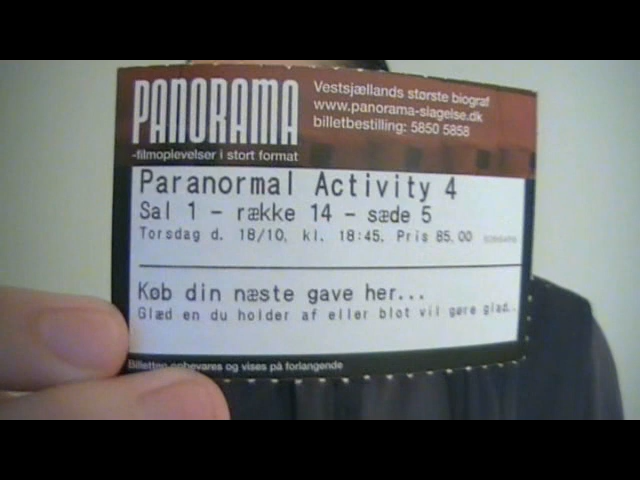 PANORAMA
-filmoplevelser i stort format
Vestsjællands største biograf
www.panorama-slagelse.dk
billetbestilling: 5850 5858
Paranormal Activity 4
Sal 1 - række 14 - sæde 5
Torsdag d. 18/10, kl. 18:45. Pris 85,00
Køb din næste gave her...
Glæd en du holder af eller blot vil gøre glad..
Billetten opbevares og vises på forlangende